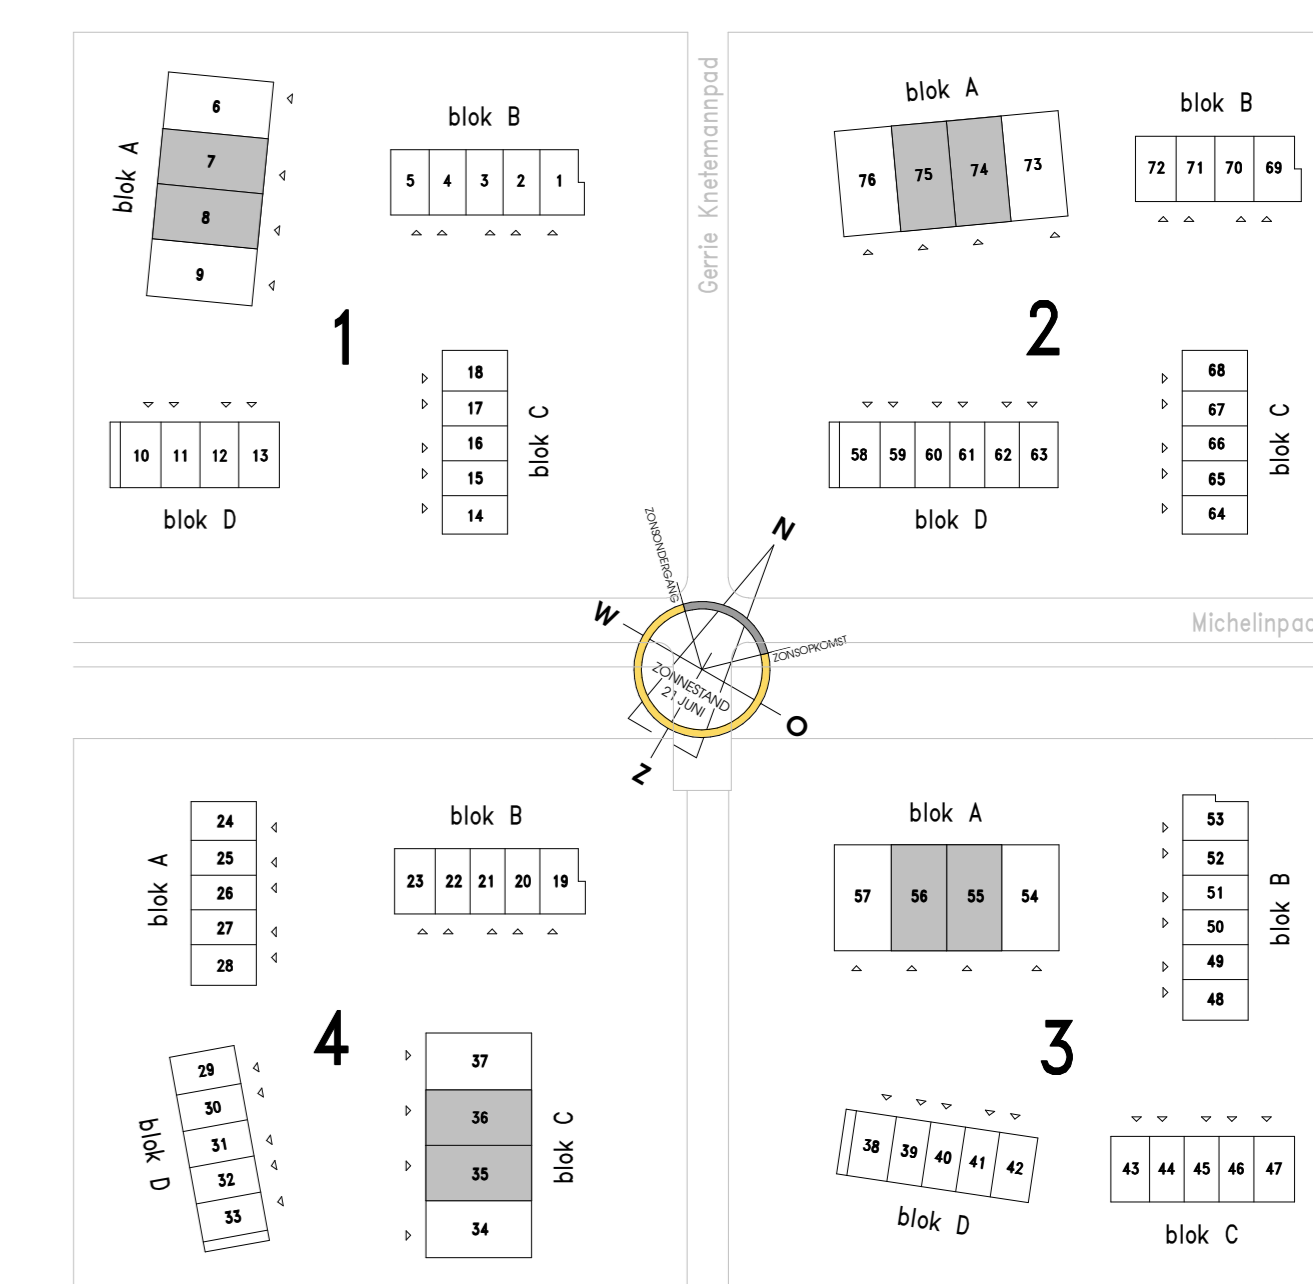 blok A
6
7
8
9
blok B
5 4 3 2 1
1
18
17
16
15
14
blok C
10 11 12 13
blok D
Gerrie Knetemannpad
blok A
76 75 74 73
blok B
72 71 70 69
2
68
67
66
65
64
blok C
58 59 60 61 62 63
blok D
Michelinpad
N
ZONSONDERGANG
W
ZONSOPKOMST
ZONNESTAND
21 JUNI
O
Z
blok A
24
25
26
27
28
blok B
23 22 21 20 19
4
29
30
31
32
33
blok D
37
36
35
34
blok C
blok A
57 56 55 54
53
52
51
50
49
48
blok B
3
38 39 40 41 42
blok D
43 44 45 46 47
blok C